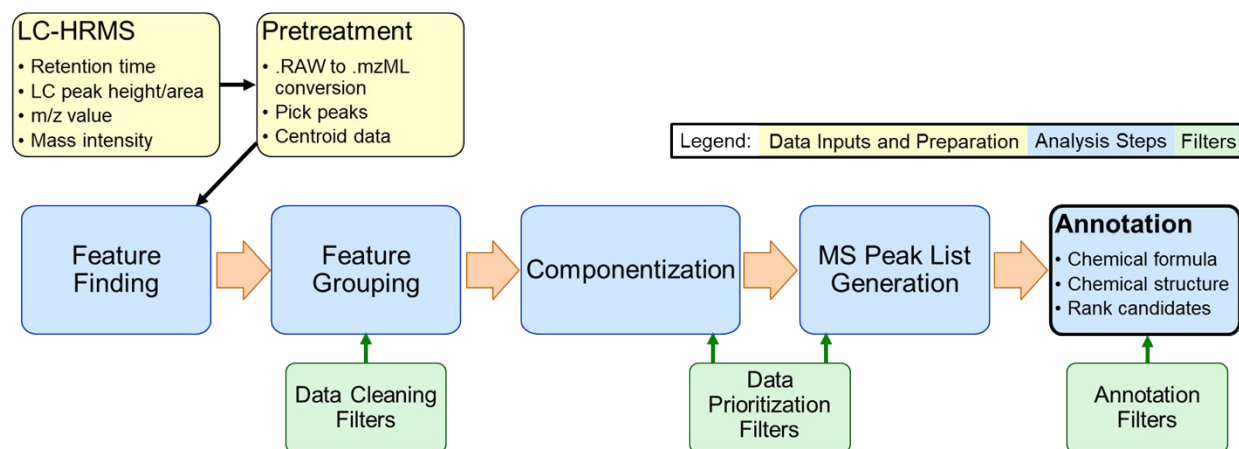 LC-HRMS
• Retention time
• LC peak height/area
• m/z value
• Mass intensity
Pretreatment
• .RAW to .mzML
conversion
• Pick peaks
• Centroid data
Legend: Data Inputs and Preparation Analysis Steps Filters
Feature
Finding
Feature
Grouping
Componentization
MS Peak List
Generation
Annotation
• Chemical formula
• Chemical structure
• Rank candidates
Data Cleaning
Filters
Data
Prioritization
Filters
Annotation
Filters